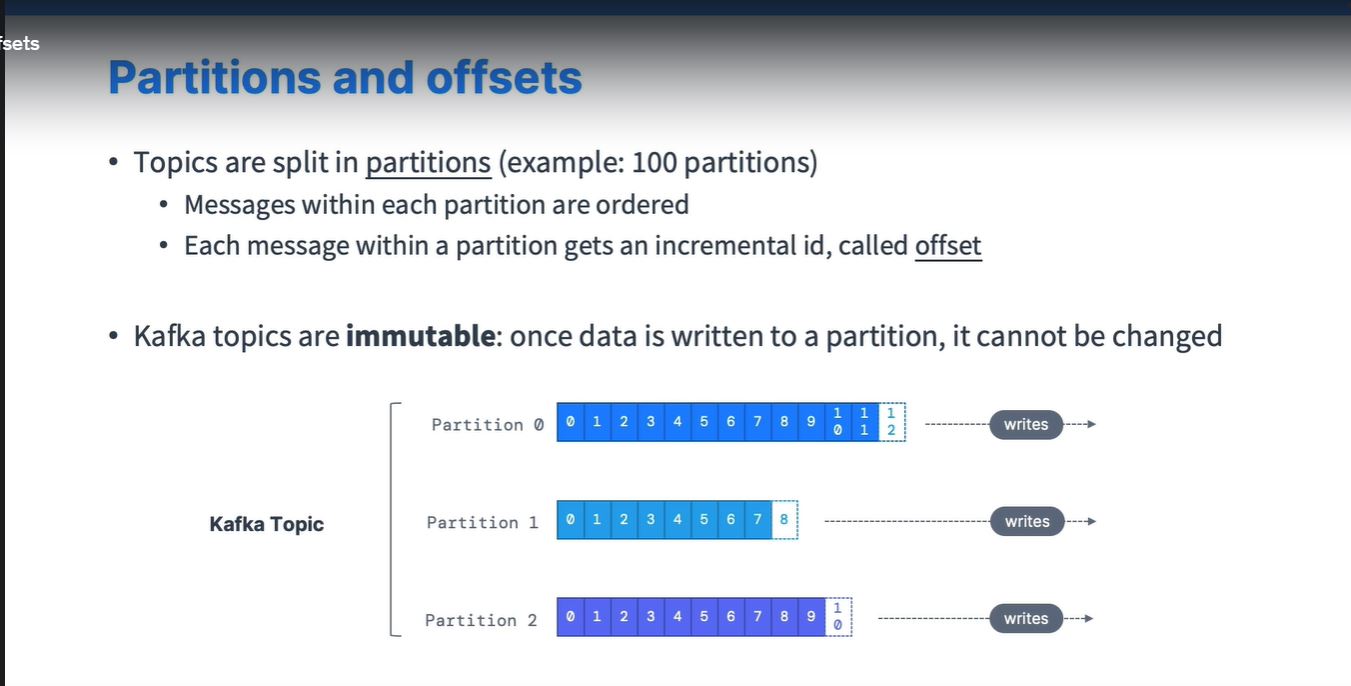 fsets
Partitions and offsets
• Topics are split in partitions (example: 100 partitions)
• Messages within each partition are ordered
• Each message within a partition gets an incremental id, called offset
• Kafka topics are immutable: once data is written to a partition, it cannot be changed
Partition 0 0 1 2 3 4 5 6 7 8 9 10 11 12 writes
Kafka Topic
Partition 1 0 1 2 3 4 5 6 7 8 writes
Partition 2 0 1 2 3 4 5 6 7 8 9 10 writes